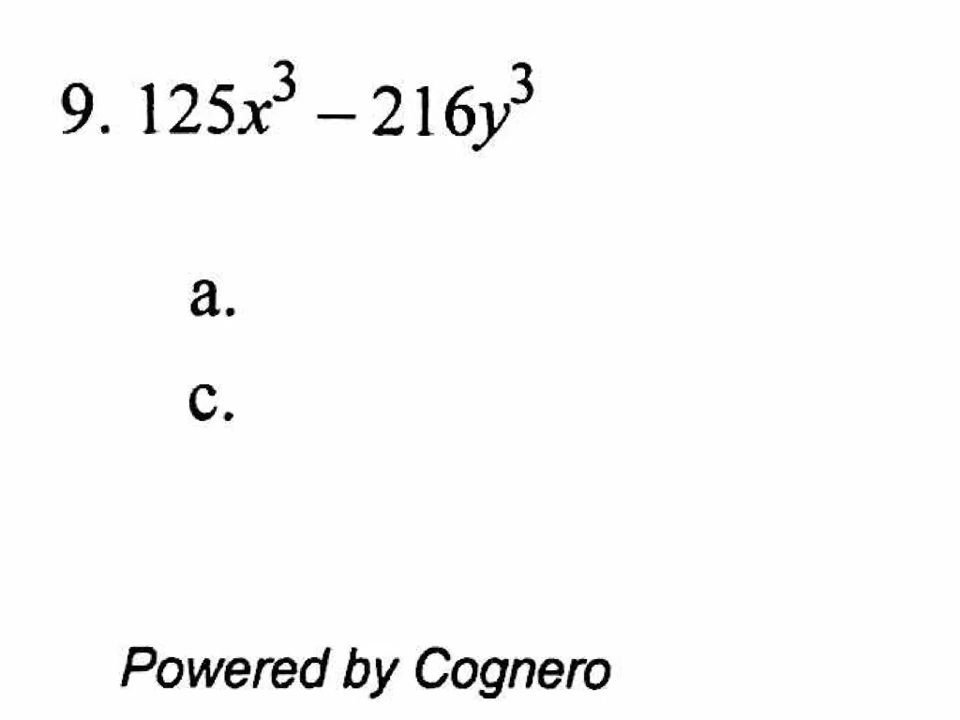 9. 125x³ – 216y³
a.
c.
Powered by Cognero